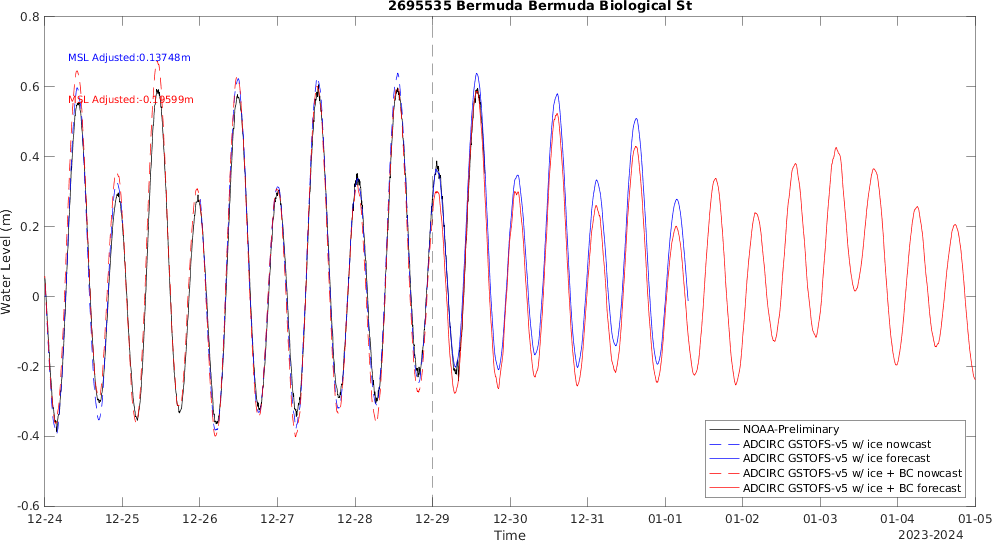 2695535 Bermuda Bermuda Biological St
0.8
0.6
0.4
0.2
0
-0.2
-0.4
-0.6
Water Level (m)
MSL Adjusted:0.13748m
MSL Adjusted:-0.19599m
NOAA-Preliminary
ADCIRC GSTOFS-v5 w/ ice nowcast
ADCIRC GSTOFS-v5 w/ ice forecast
ADCIRC GSTOFS-v5 w/ ice + BC nowcast
ADCIRC GSTOFS-v5 w/ ice + BC forecast
12-24 12-25 12-26 12-27 12-28 12-29 12-30 12-31 01-01 01-02 01-03 01-04 01-05
Time
2023-2024